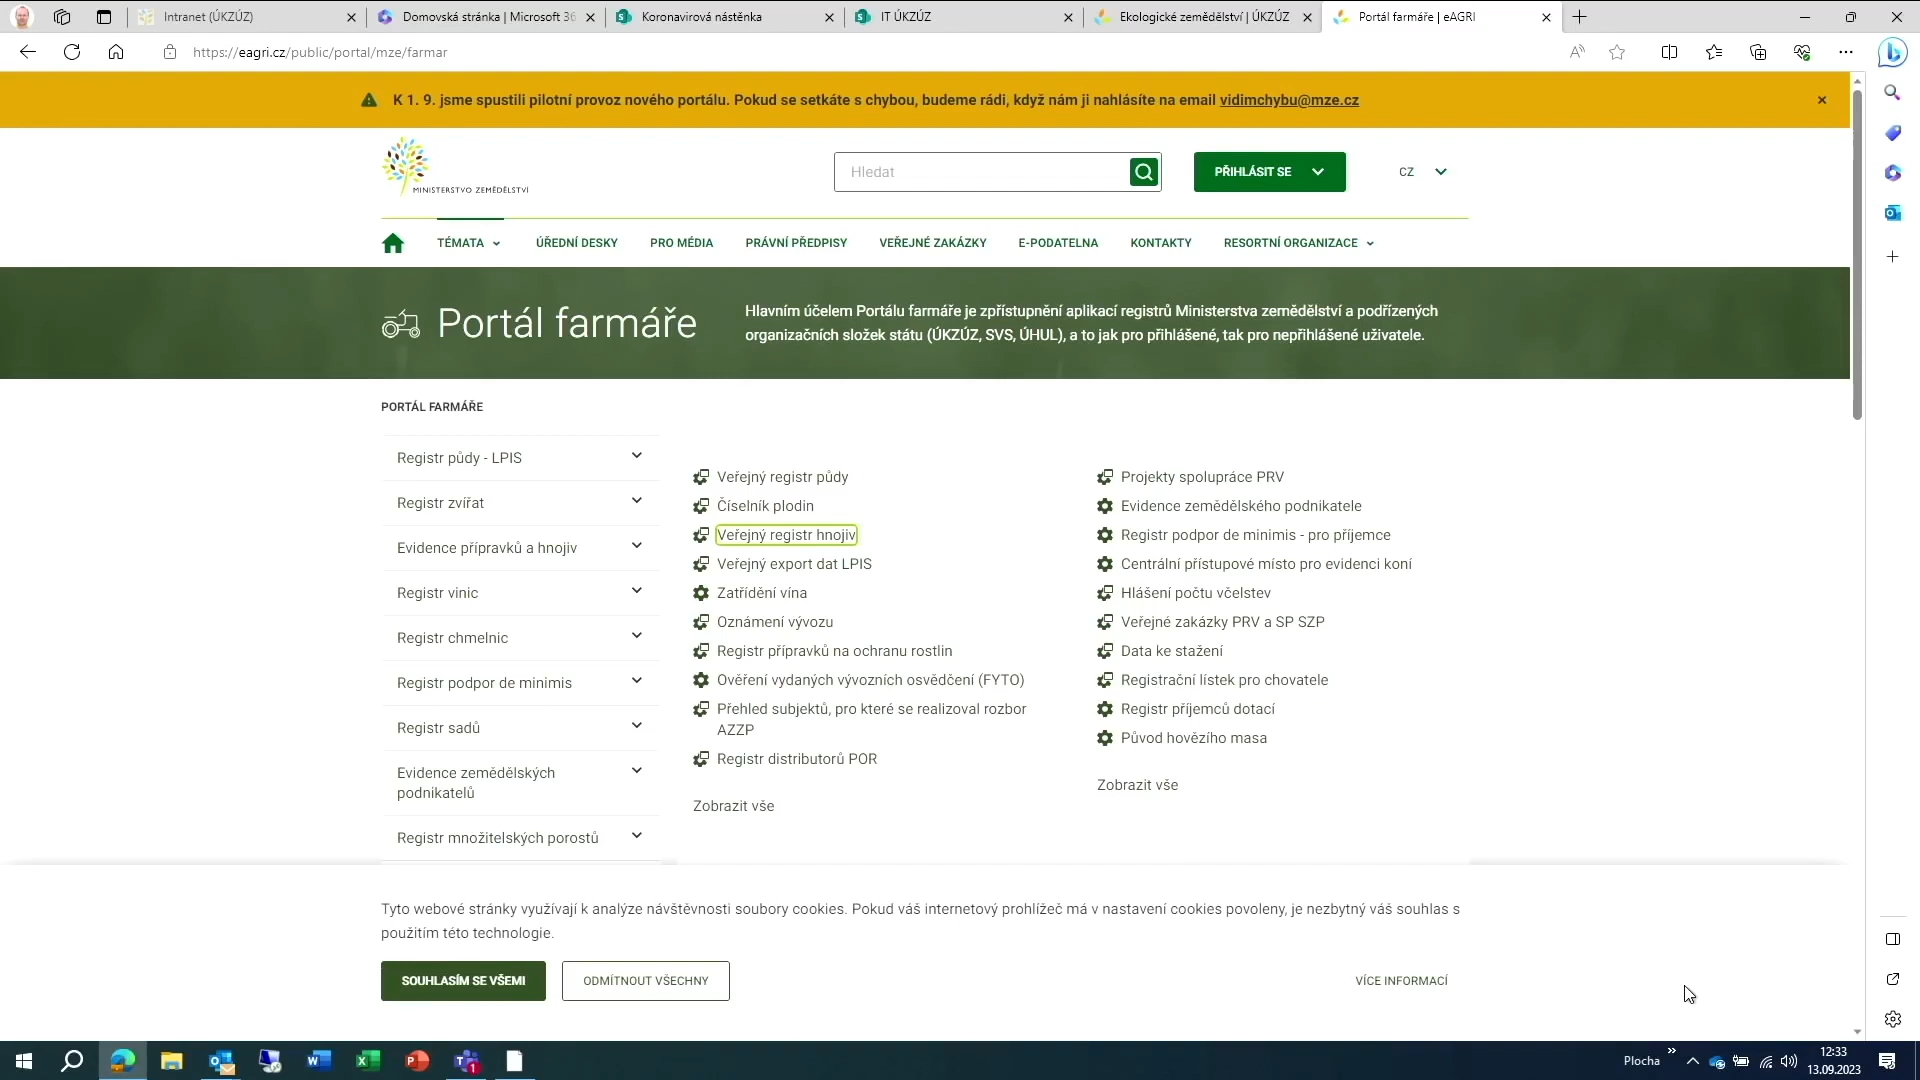 Intranet (ÚKZÚZ)
Domovská stránka | Microsoft 36
Koronavirová nástěnka
IT ÚKZÚZ
Ekologické zemědělství | ÚKZÚZ
Portál farmáře | eAGRI
https://eagri.cz/public/portal/mze/farmar
K 1. 9. jsme spustili pilotní provoz nového portálu. Pokud se setkáte s chybou, budeme rádi, když nám ji nahlásíte na email vidimchybu@mze.cz
MINISTERSTVO ZEMĚDĚLSTVÍ
Hledat
PŘIHLÁSIT SE
CZ
TÉMATA
ÚŘEDNÍ DESKY
PRO MÉDIA
PRÁVNÍ PŘEDPISY
VEŘEJNÉ ZAKÁZKY
E-PODATELNA
KONTAKTY
RESORTNÍ ORGANIZACE
Portál farmáře
Hlavním účelem Portálu farmáře je zpřístupnění aplikací registrů Ministerstva zemědělství a podřízených
organizačních složek státu (ÚKZÚZ, SVS, ÚHUL), a to jak pro přihlášené, tak pro nepřihlášené uživatele.
PORTÁL FARMÁŘE
Registr půdy - LPIS
Registr zvířat
Evidence přípravků a hnojiv
Registr vinic
Registr chmelnic
Registr podpor de minimis
Registr sadů
Evidence zemědělských
podnikatelů
Registr množitelských porostů
Veřejný registr půdy
Číselník plodin
Veřejný registr hnojiv
Veřejný export dat LPIS
Zatřídění vína
Oznámení vývozu
Registr přípravků na ochranu rostlin
Ověření vydaných vývozních osvědčení (FYTO)
Přehled subjektů, pro které se realizoval rozbor
AZZP
Registr distributorů POR
Zobrazit vše
Projekty spolupráce PRV
Evidence zemědělského podnikatele
Registr podpor de minimis - pro příjemce
Centrální přístupové místo pro evidenci koní
Hlášení počtu včelstev
Veřejné zakázky PRV a SP SZP
Data ke stažení
Registrační lístek pro chovatele
Registr příjemců dotací
Původ hovězího masa
Zobrazit vše
Tyto webové stránky využívají k analýze návštěvnosti soubory cookies. Pokud váš internetový prohlížeč má v nastavení cookies povoleny, je nezbytný váš souhlas s
použitím této technologie.
SOUHLASÍM SE VŠEMI
ODMÍTNOUT VŠECHNY
VÍCE INFORMACÍ
Plocha
12:33
13.09.2023